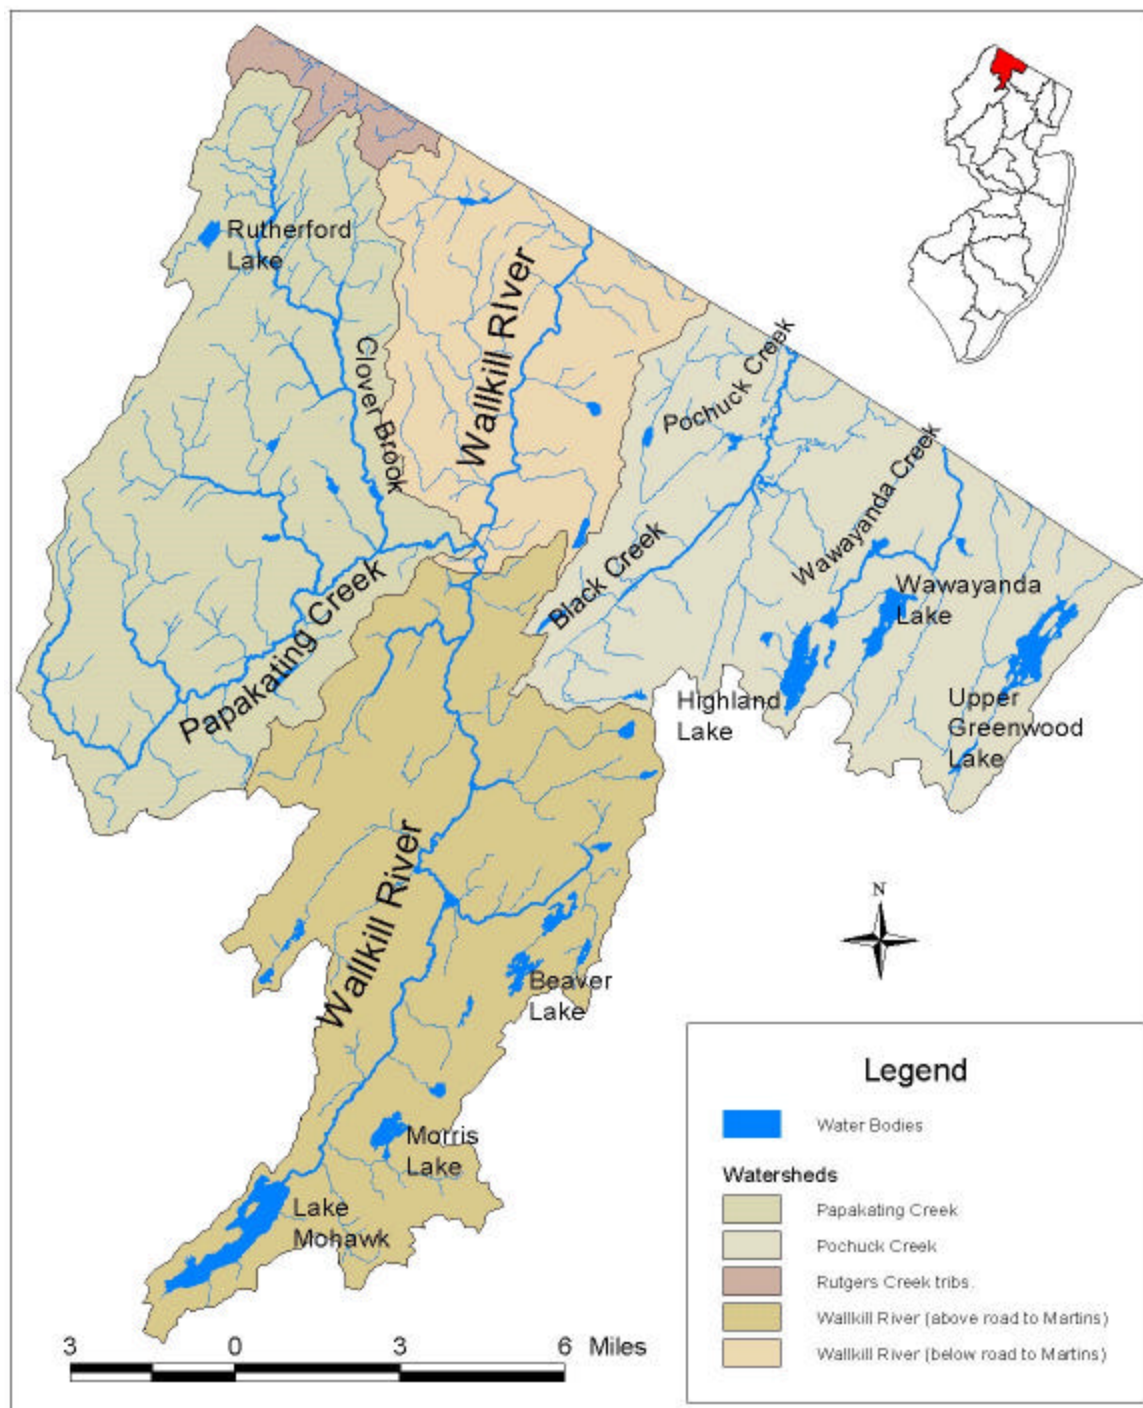 Rutherford
Lake
Clover Brook
Wallkill RIver
Pochuck Creek
Wawayanda Creek
Black Creek
Papakating Creek
Wawayanda
Lake
Highland
Lake
Upper
Greenwood
Lake
Wallkill River
Beaver
Lake
Morris
Lake
Lake
Mohawk
N
3 0 3 6 Miles
Legend
Water Bodies
Watersheds
Papakating Creek
Pochuck Creek
Rutgers Creek tribs.
Wallkill River (above road to Martins)
Wallkill River (below road to Martins)